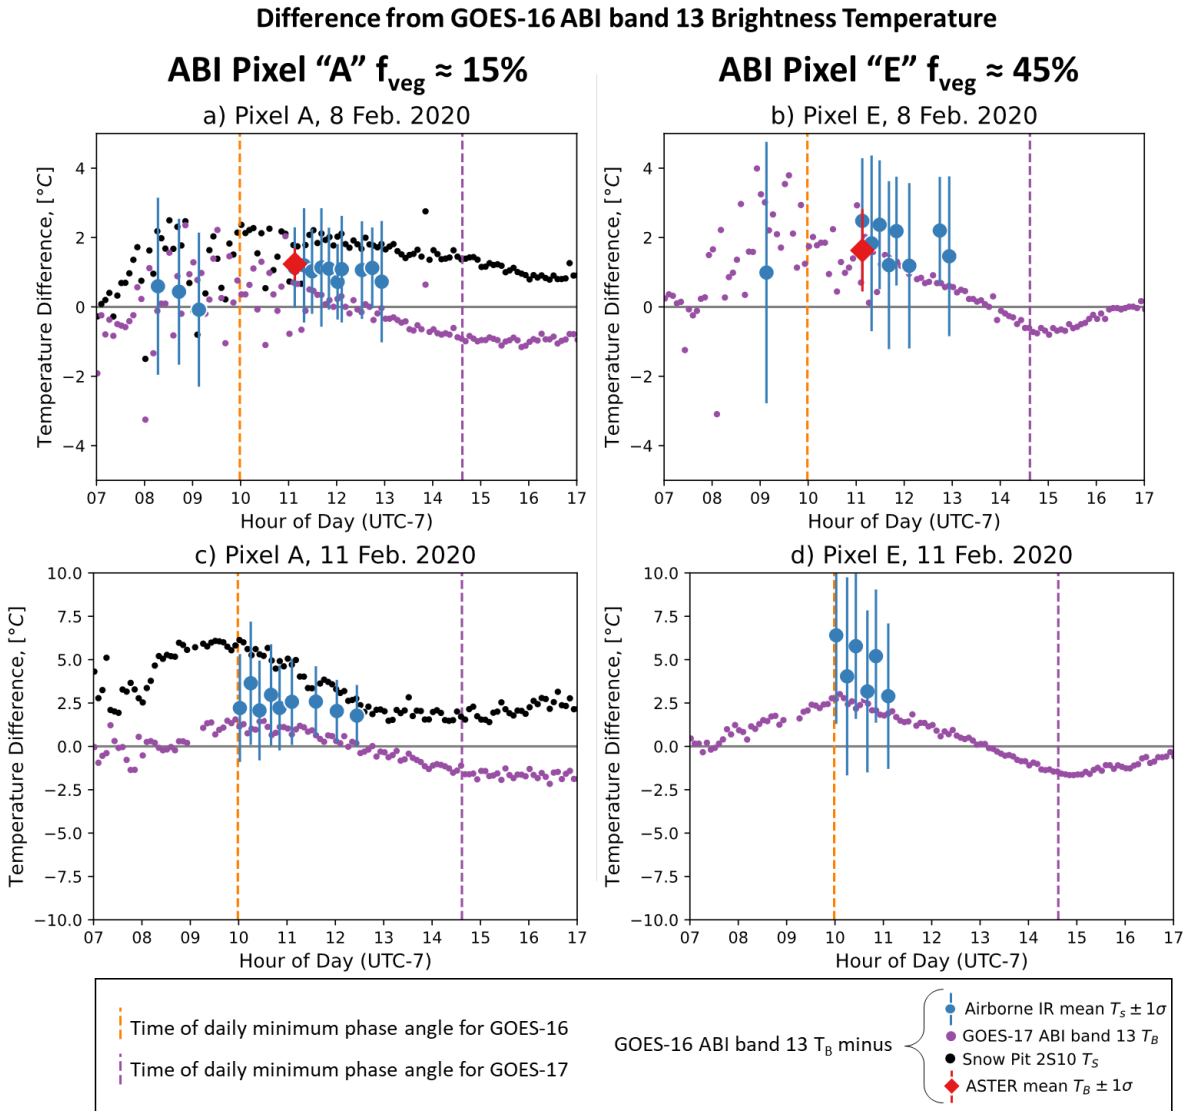 Difference from GOES-16 ABI band 13 Brightness Temperature
ABI Pixel “A” fveg ≈ 15%
ABI Pixel “E” fveg ≈ 45%
a) Pixel A, 8 Feb. 2020
Temperature Difference, [°C]
4
2
0
−2
−4
07 08 09 10 11 12 13 14 15 16 17
Hour of Day (UTC-7)
b) Pixel E, 8 Feb. 2020
Temperature Difference, [°C]
4
2
0
−2
−4
07 08 09 10 11 12 13 14 15 16 17
Hour of Day (UTC-7)
c) Pixel A, 11 Feb. 2020
Temperature Difference, [°C]
10.0
7.5
5.0
2.5
0.0
−2.5
−5.0
−7.5
−10.0
07 08 09 10 11 12 13 14 15 16 17
Hour of Day (UTC-7)
d) Pixel E, 11 Feb. 2020
Temperature Difference, [°C]
10.0
7.5
5.0
2.5
0.0
−2.5
−5.0
−7.5
−10.0
07 08 09 10 11 12 13 14 15 16 17
Hour of Day (UTC-7)
Time of daily minimum phase angle for GOES-16
Time of daily minimum phase angle for GOES-17
GOES-16 ABI band 13 TB minus
Airborne IR mean Ts ± 1σ
GOES-17 ABI band 13 TB
Snow Pit 2S10 TS
ASTER mean TB ± 1σ